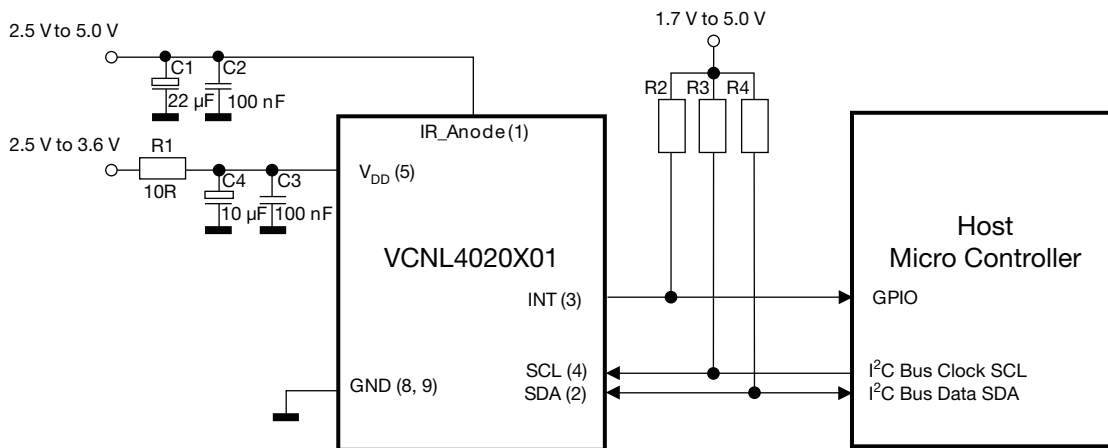 2.5 V to 5.0 V
1.7 V to 5.0 V
C1
C2
22 µF
100 nF
R2
R3
R4
IR_Anode (1)
2.5 V to 3.6 V
R1
10R
C4
C3
10 µF
100 nF
VDD (5)
VCNL4020X01
Host
Micro Controller
INT (3)
GPIO
SCL (4)
I²C Bus Clock SCL
GND (8, 9)
SDA (2)
I²C Bus Data SDA